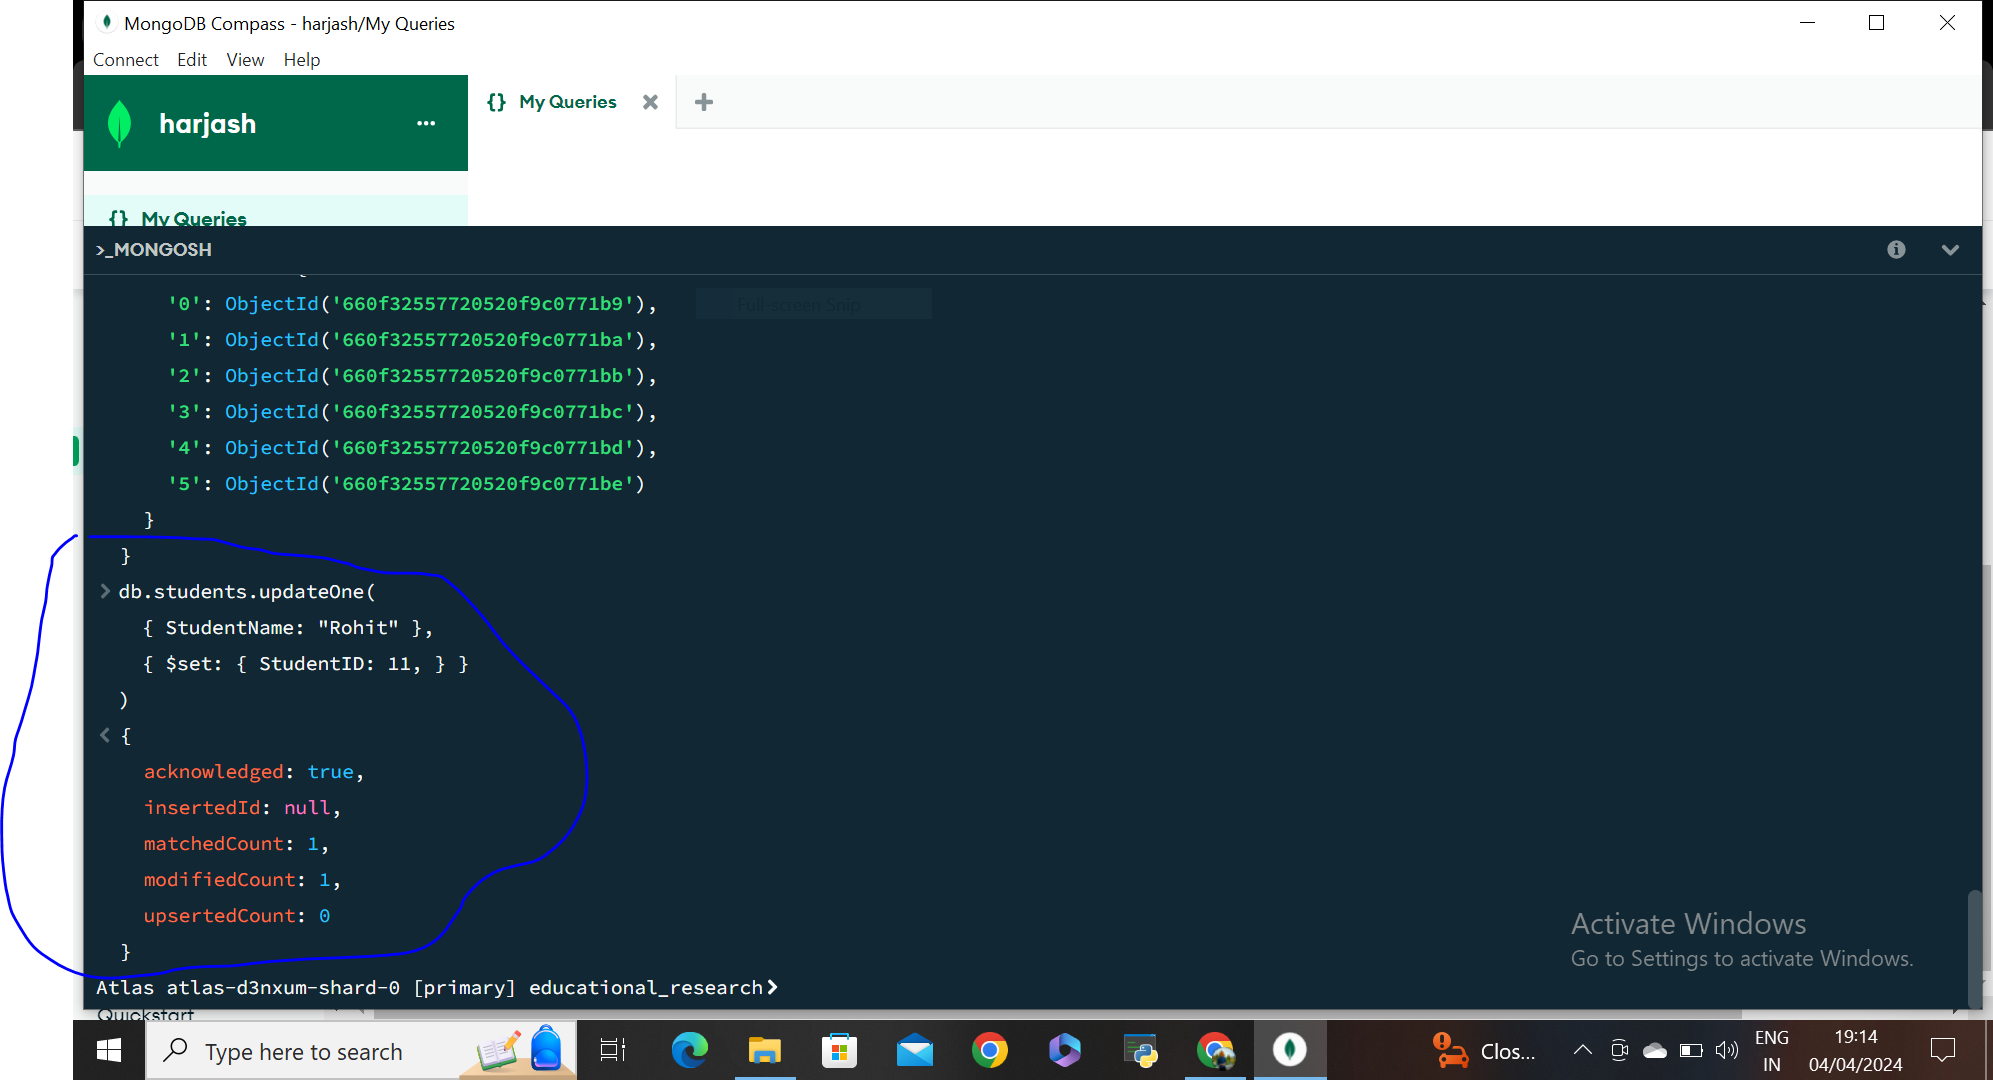 MongoDB Compass - harjash/My Queries
Connect Edit View Help
harjash ...
{} My Queries
{} My Queries
>_MONGOSH
Full-screen Snip
'0': ObjectId('660f32557720520f9c0771b9'),
'1': ObjectId('660f32557720520f9c0771ba'),
'2': ObjectId('660f32557720520f9c0771bb'),
'3': ObjectId('660f32557720520f9c0771bc'),
'4': ObjectId('660f32557720520f9c0771bd'),
'5': ObjectId('660f32557720520f9c0771be')
}
}
> db.students.updateOne(
{ StudentName: "Rohit" },
{ $set: { StudentID: 11, } }
)
< {
acknowledged: true,
insertedId: null,
matchedCount: 1,
modifiedCount: 1,
upsertedCount: 0
}
Atlas atlas-d3nxum-shard-0 [primary] educational_research>
Activate Windows
Go to Settings to activate Windows.
Quickstart
Type here to search
Clos...
ENG
IN
19:14
04/04/2024